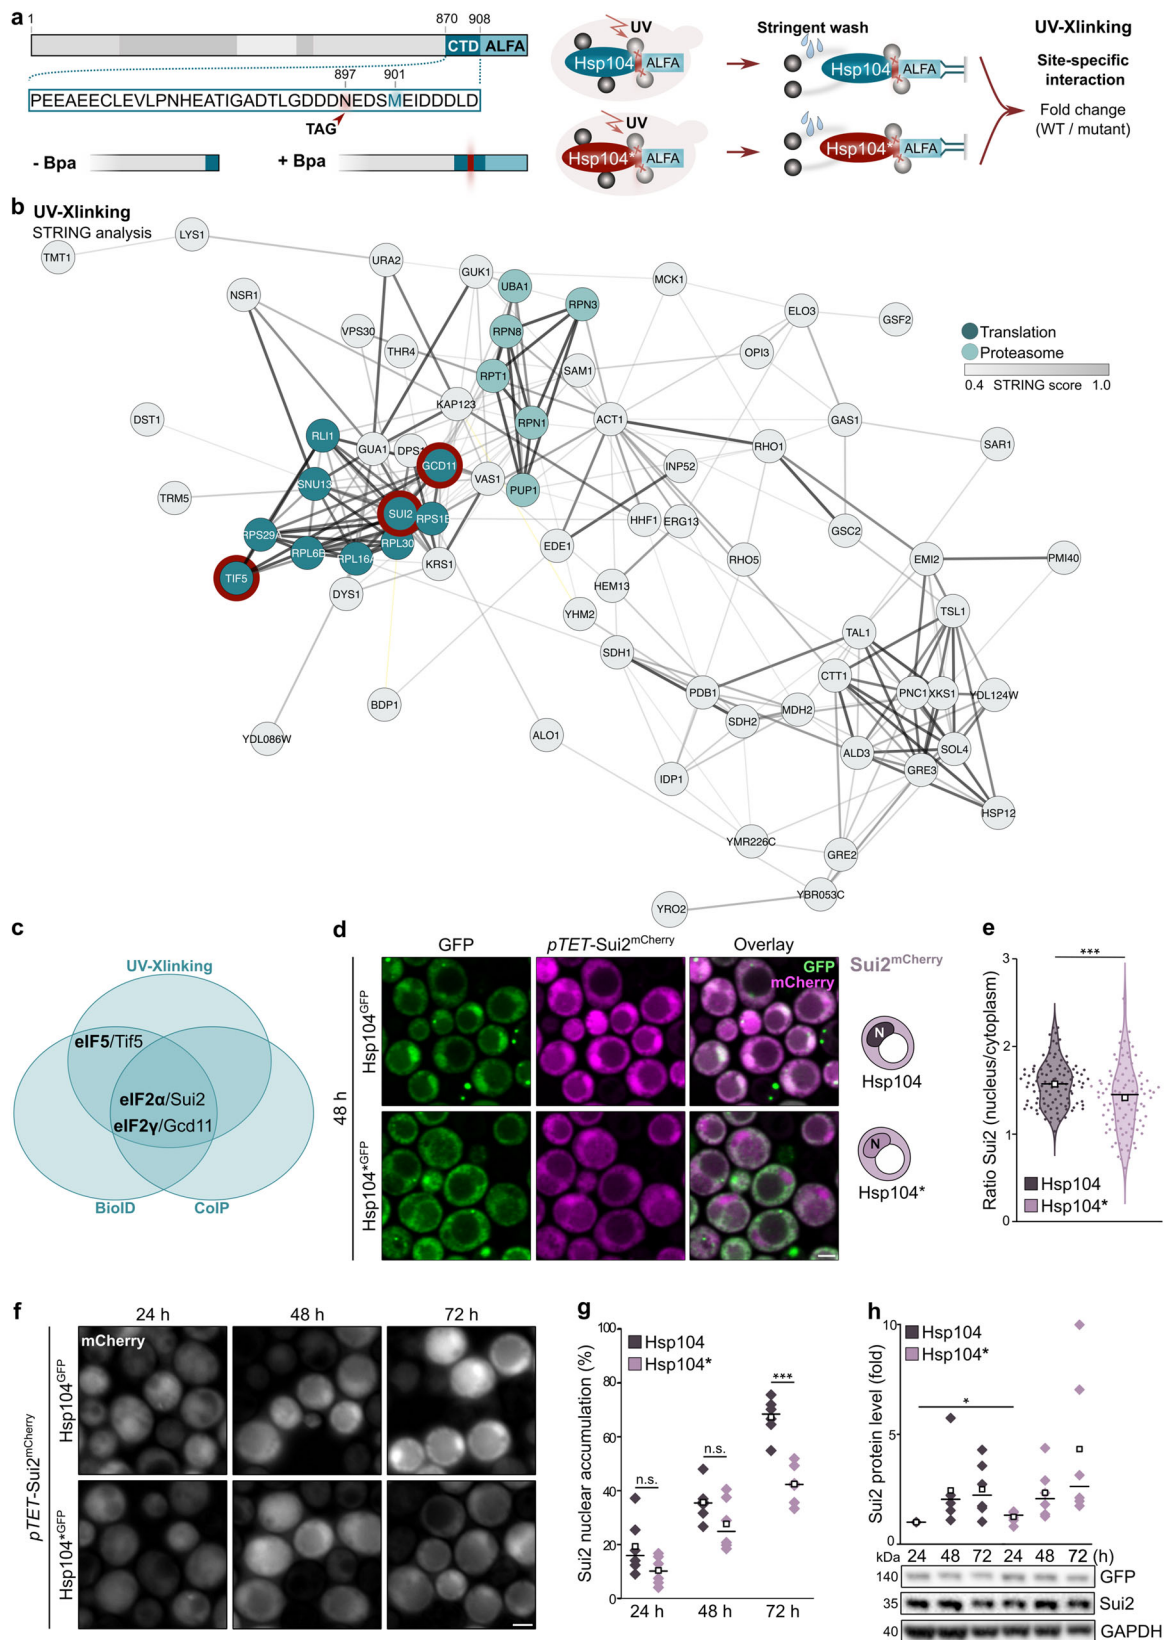 a
1
870
908
CTD
ALFA
897
901
PEEAEECLEVLPNHEATIGADTLGDDDNEDSMEIDDDLD
TAG
- Bpa
+ Bpa
UV
Hsp104
ALFA
UV
Hsp104*
ALFA
Stringent wash
Hsp104
ALFA
Hsp104*
ALFA
UV-Xlinking
Site-specific
interaction
Fold change
(WT / mutant)
b
UV-Xlinking
STRING analysis
LYS1
TMT1
URA2
GUK1
MCK1
UBA1
NSR1
RPN3
ELO3
GSF2
VPS30
RPN8
THR4
OPI3
RPT1
SAM1
KAP123
DST1
RPN1
ACT1
GAS1
RLI1
GUA1
RHO1
SAR1
GCD11
INP52
VAS1
SNU13
PUP1
TRM5
SUI2
RPS29A
HHF1
ERG13
GSC2
RPL30
RPL6B
EDE1
RPL16A
KRS1
RHO5
EMI2
PMI40
TIF5
HEM13
DYS1
YHM2
TSL1
TAL1
SDH1
CTT1
PDB1
PNC1
XKS1
YDL124W
BDP1
MDH2
SDH2
YDL086W
ALO1
ALD3
SOL4
GRE3
IDP1
HSP12
YMR226C
GRE2
YBR053C
YRO2
Translation
Proteasome
0.4 STRING score 1.0
c
UV-Xlinking
eIF5/Tif5
eIF2α/Sui2
eIF2γ/Gcd11
BioID
CoIP
d
GFP
pTET-Sui2mCherry
Overlay
GFP
mCherry
48 h
Hsp104GFP
Hsp104*GFP
Sui2mCherry
N
Hsp104
N
Hsp104*
e
***
Ratio Sui2 (nucleus/cytoplasm)
3
2
1
0
Hsp104
Hsp104*
f
24 h
48 h
72 h
mCherry
pTET-Sui2mCherry
Hsp104GFP
Hsp104*GFP
g
Sui2 nuclear accumulation (%)
100
80
60
40
20
0
Hsp104
Hsp104*
n.s.
n.s.
***
24 h
48 h
72 h
h
Sui2 protein level (fold)
10
5
0
Hsp104
Hsp104*
*
24 48 72 24 48 72 (h)
kDa
140
GFP
35
Sui2
40
GAPDH